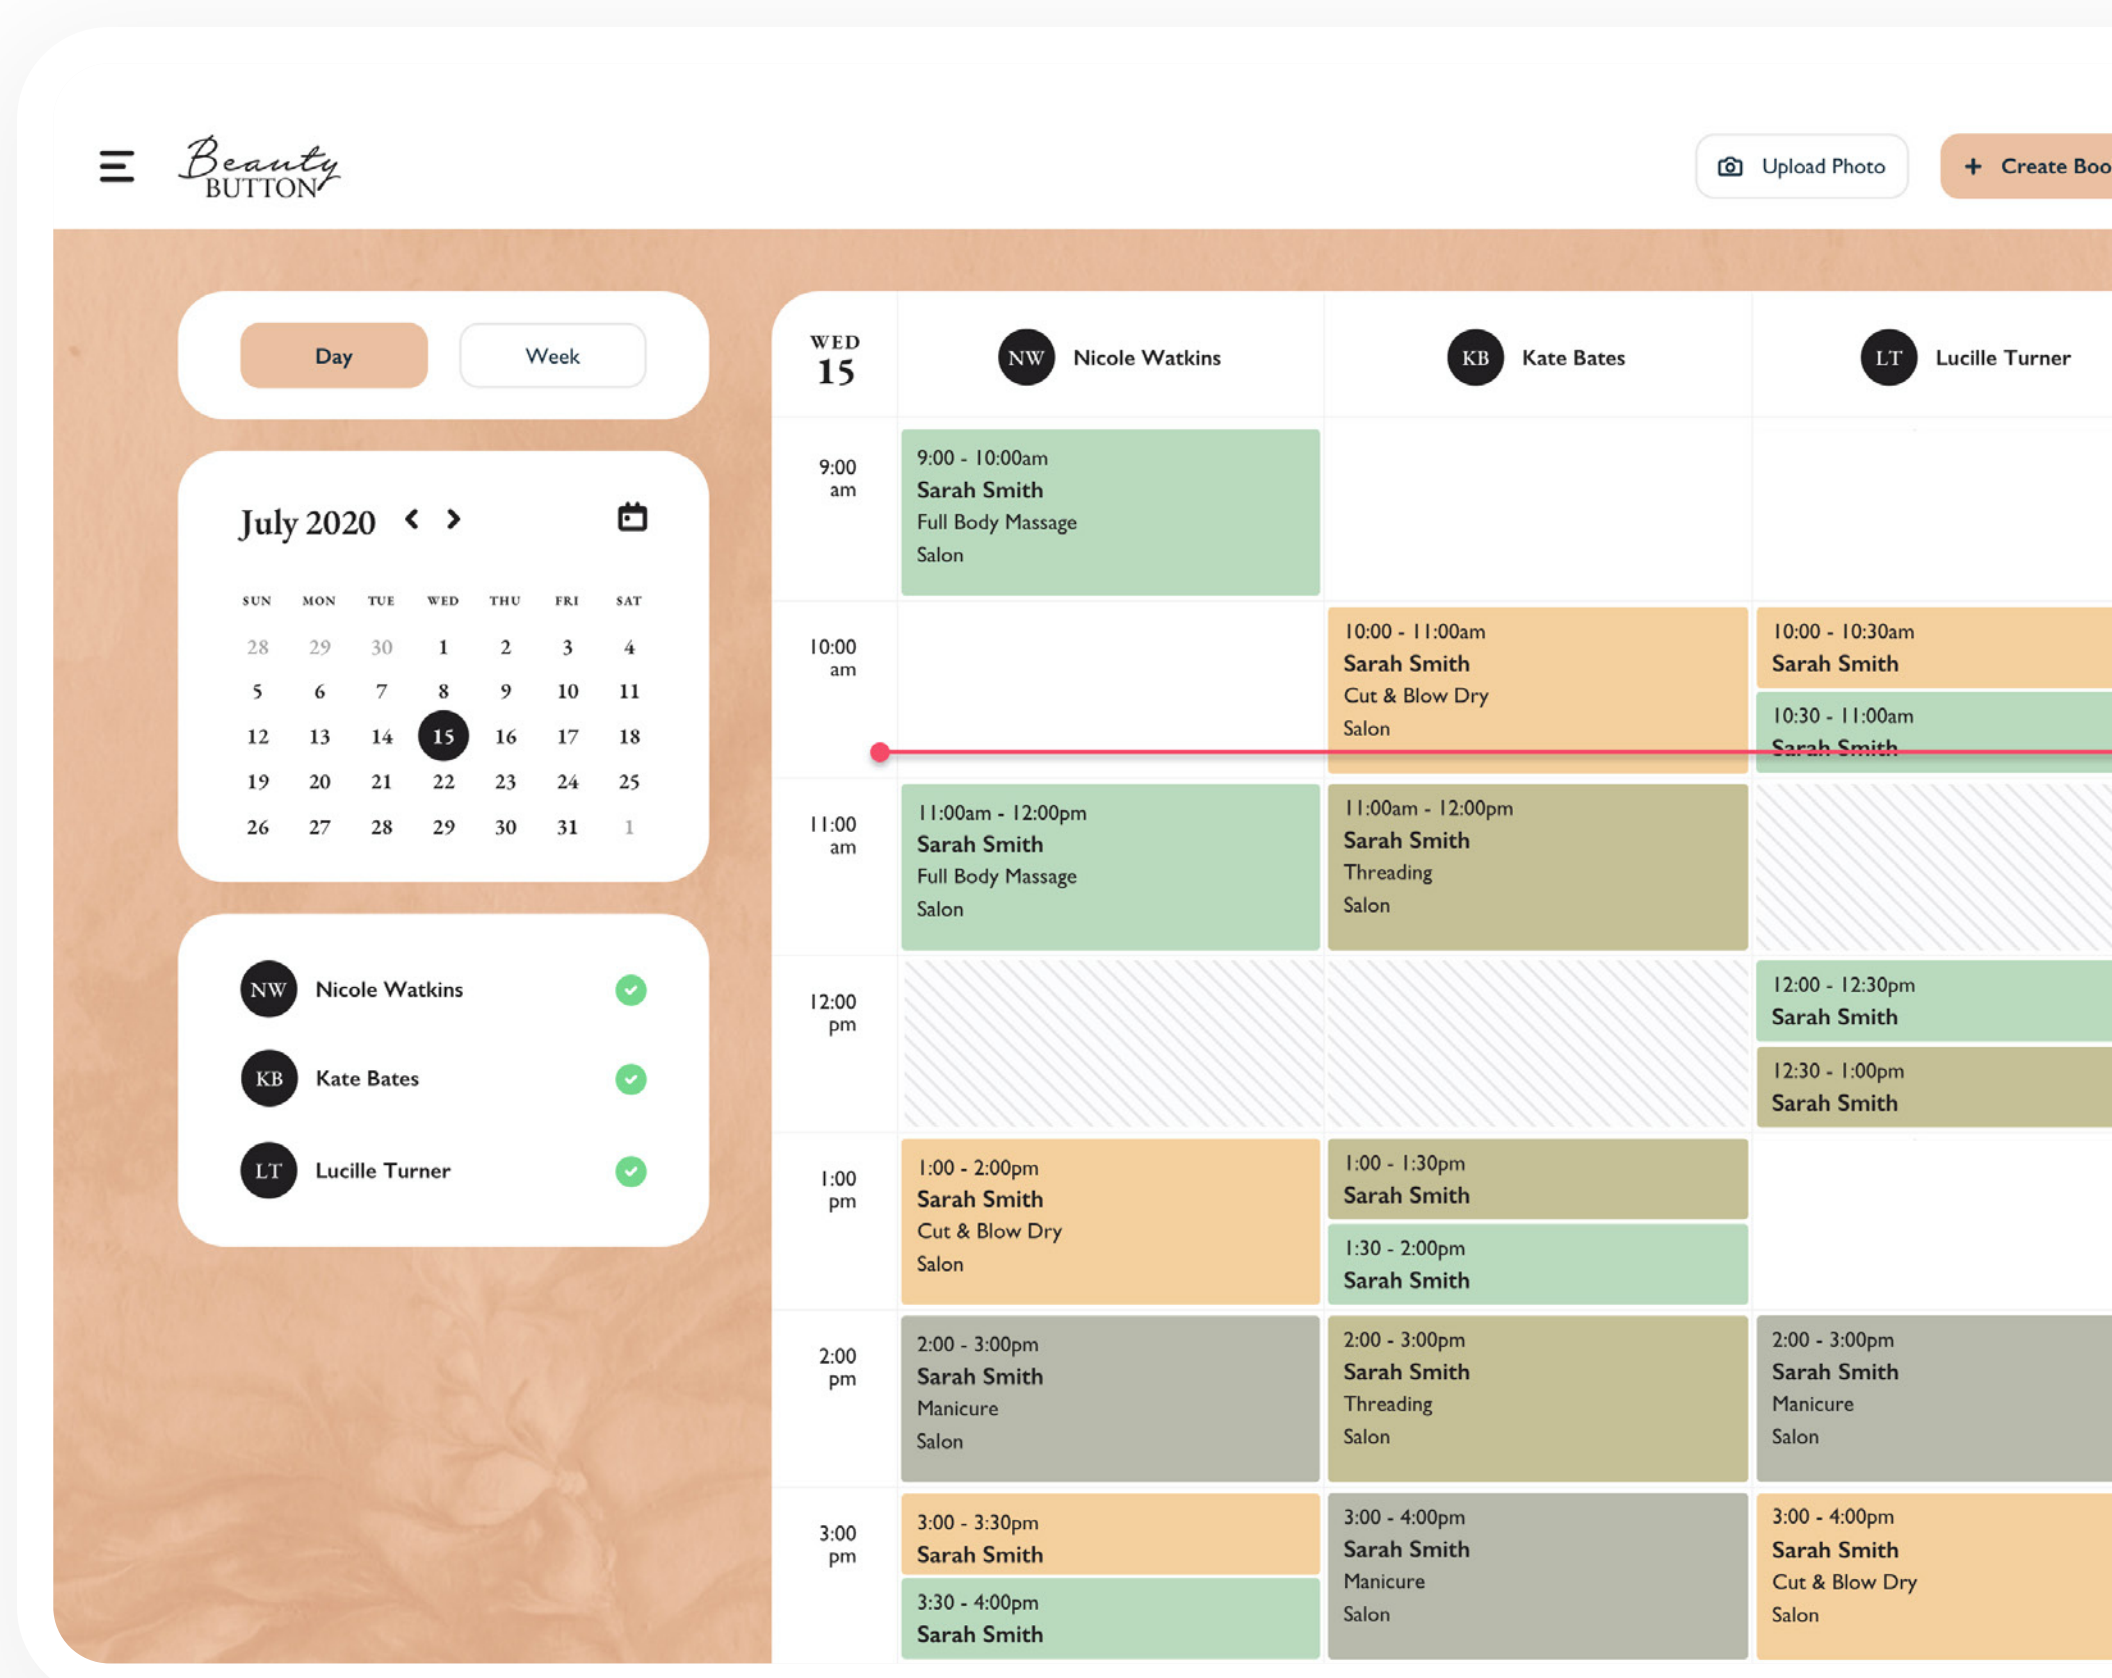 Beauty
BUTTON
Upload Photo
+ Create Boo
Day
Week
July 2020
SUN MON TUE WED THU FRI SAT
28 29 30 1 2 3 4
5 6 7 8 9 10 11
12 13 14 15 16 17 18
19 20 21 22 23 24 25
26 27 28 29 30 31 1
NW Nicole Watkins
KB Kate Bates
LT Lucille Turner
WED
15
NW Nicole Watkins
KB Kate Bates
LT Lucille Turner
9:00
am
9:00 - 10:00am
Sarah Smith
Full Body Massage
Salon
10:00
am
10:00 - 11:00am
Sarah Smith
Cut & Blow Dry
Salon
10:00 - 10:30am
Sarah Smith
10:30 - 11:00am
Sarah Smith
11:00
am
11:00am - 12:00pm
Sarah Smith
Full Body Massage
Salon
11:00am - 12:00pm
Sarah Smith
Threading
Salon
12:00
pm
12:00 - 12:30pm
Sarah Smith
12:30 - 1:00pm
Sarah Smith
1:00
pm
1:00 - 2:00pm
Sarah Smith
Cut & Blow Dry
Salon
1:00 - 1:30pm
Sarah Smith
1:30 - 2:00pm
Sarah Smith
2:00
pm
2:00 - 3:00pm
Sarah Smith
Manicure
Salon
2:00 - 3:00pm
Sarah Smith
Threading
Salon
2:00 - 3:00pm
Sarah Smith
Manicure
Salon
3:00
pm
3:00 - 3:30pm
Sarah Smith
3:30 - 4:00pm
Sarah Smith
3:00 - 4:00pm
Sarah Smith
Manicure
Salon
3:00 - 4:00pm
Sarah Smith
Cut & Blow Dry
Salon